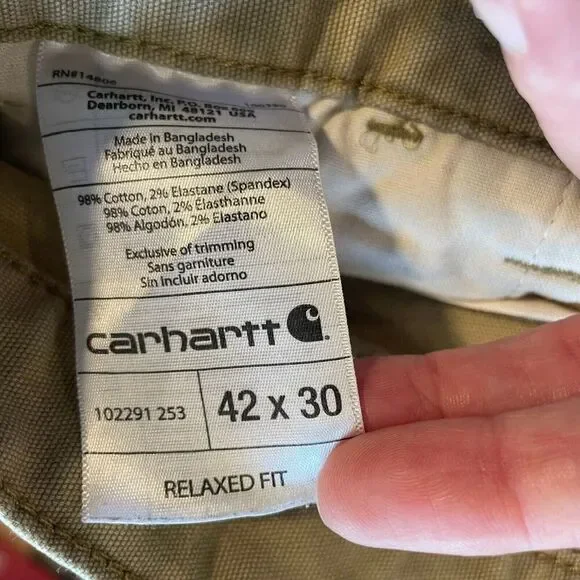 RN#14806
Carhartt, Inc. P.O. Box
Dearborn, MI 48121 USA
carhartt.com
Made in Bangladesh
Fabriqué au Bangladesh
Hecho en Bangladesh
98% Cotton, 2% Elastane (Spandex)
98% Coton, 2% Élasthanne
98% Algodón, 2% Elastano
Exclusive of trimming
Sans garniture
Sin incluir adorno
carhartt
102291 253
42 x 30
RELAXED FIT